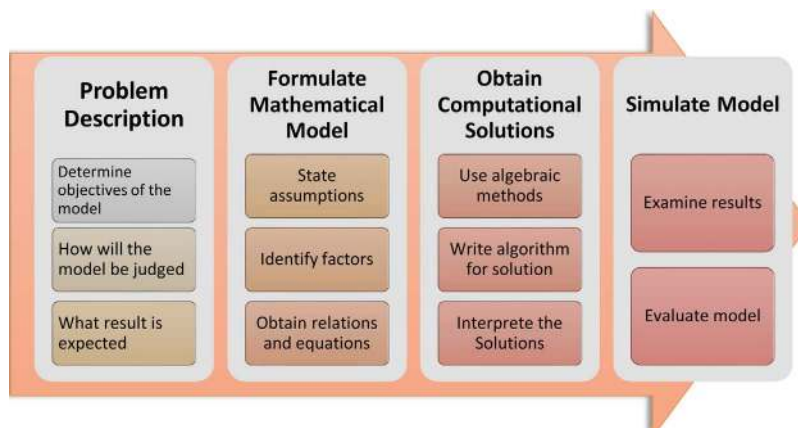 Problem
Description
Determine
objectives of the
model
How will the
model be judged
What result is
expected
Formulate
Mathematical
Model
State
assumptions
Identify factors
Obtain relations
and equations
Obtain
Computational
Solutions
Use algebraic
methods
Write algorithm
for solution
Interprete the
Solutions
Simulate Model
Examine results
Evaluate model